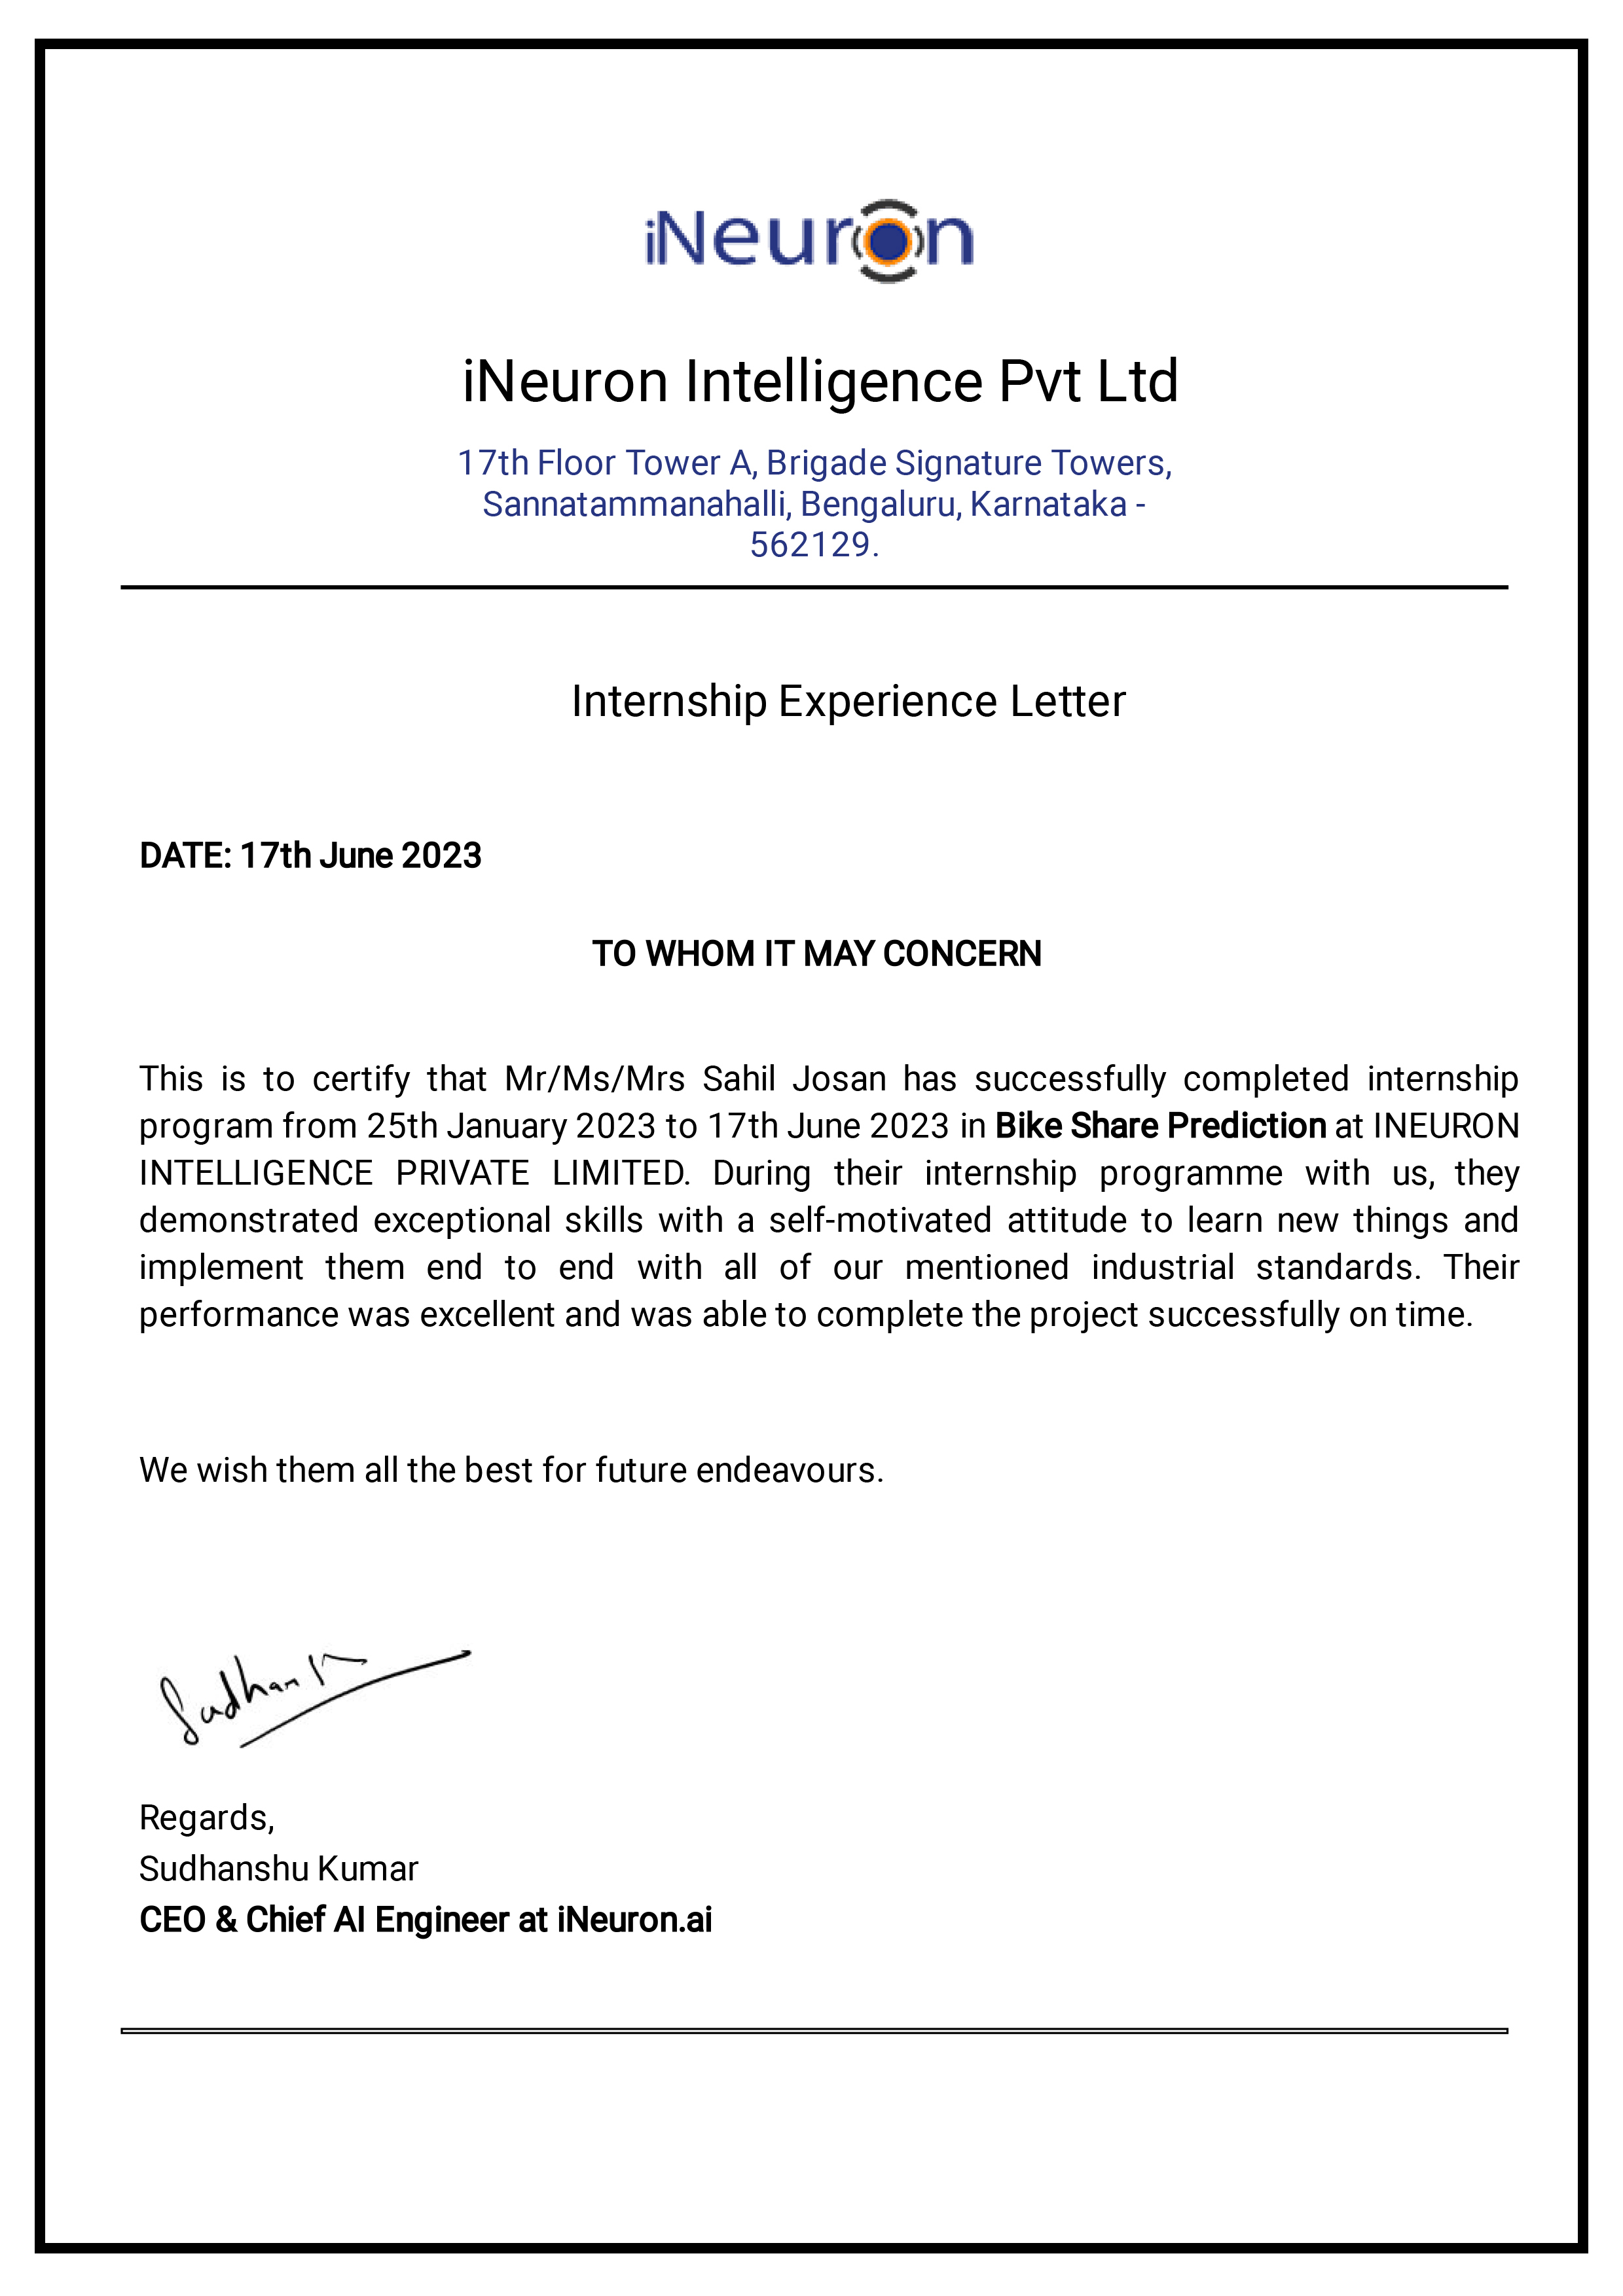 iNeuron
iNeuron Intelligence Pvt Ltd
17th Floor Tower A, Brigade Signature Towers,
Sannatammanahalli, Bengaluru, Karnataka -
562129.
Internship Experience Letter
DATE: 17th June 2023
TO WHOM IT MAY CONCERN
This is to certify that Mr/Ms/Mrs Sahil Josan has successfully completed internship
program from 25th January 2023 to 17th June 2023 in Bike Share Prediction at INEURON
INTELLIGENCE PRIVATE LIMITED. During their internship programme with us, they
demonstrated exceptional skills with a self-motivated attitude to learn new things and
implement them end to end with all of our mentioned industrial standards. Their
performance was excellent and was able to complete the project successfully on time.
We wish them all the best for future endeavours.
Sudhan K
Regards,
Sudhanshu Kumar
CEO & Chief AI Engineer at iNeuron.ai